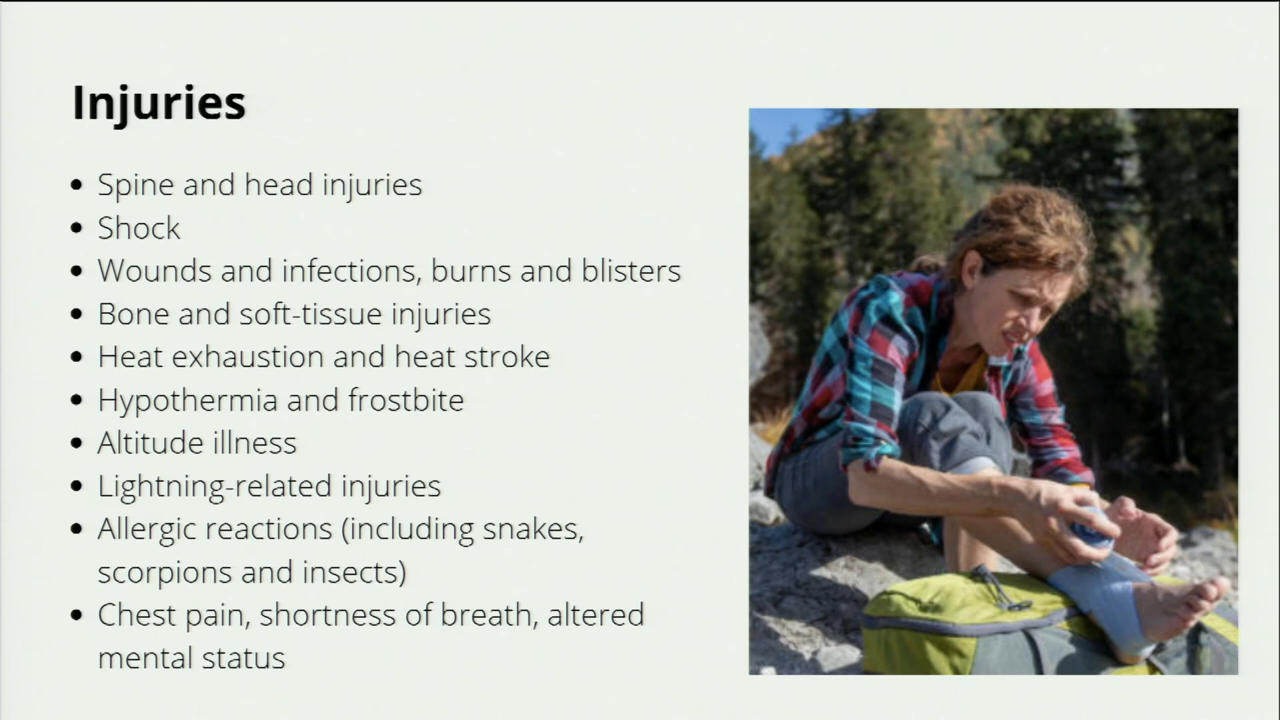 Injuries
• Spine and head injuries
• Shock
• Wounds and infections, burns and blisters
• Bone and soft-tissue injuries
• Heat exhaustion and heat stroke
• Hypothermia and frostbite
• Altitude illness
• Lightning-related injuries
• Allergic reactions (including snakes,
scorpions and insects)
• Chest pain, shortness of breath, altered
mental status